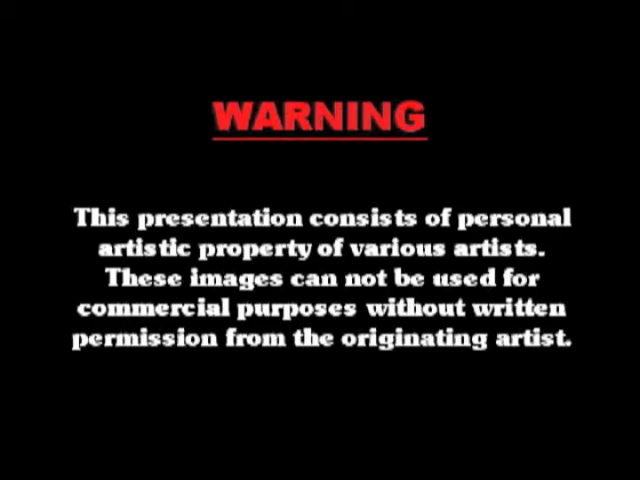 WARNING
This presentation consists of personal
artistic property of various artists.
These images can not be used for
commercial purposes without written
permission from the originating artist.